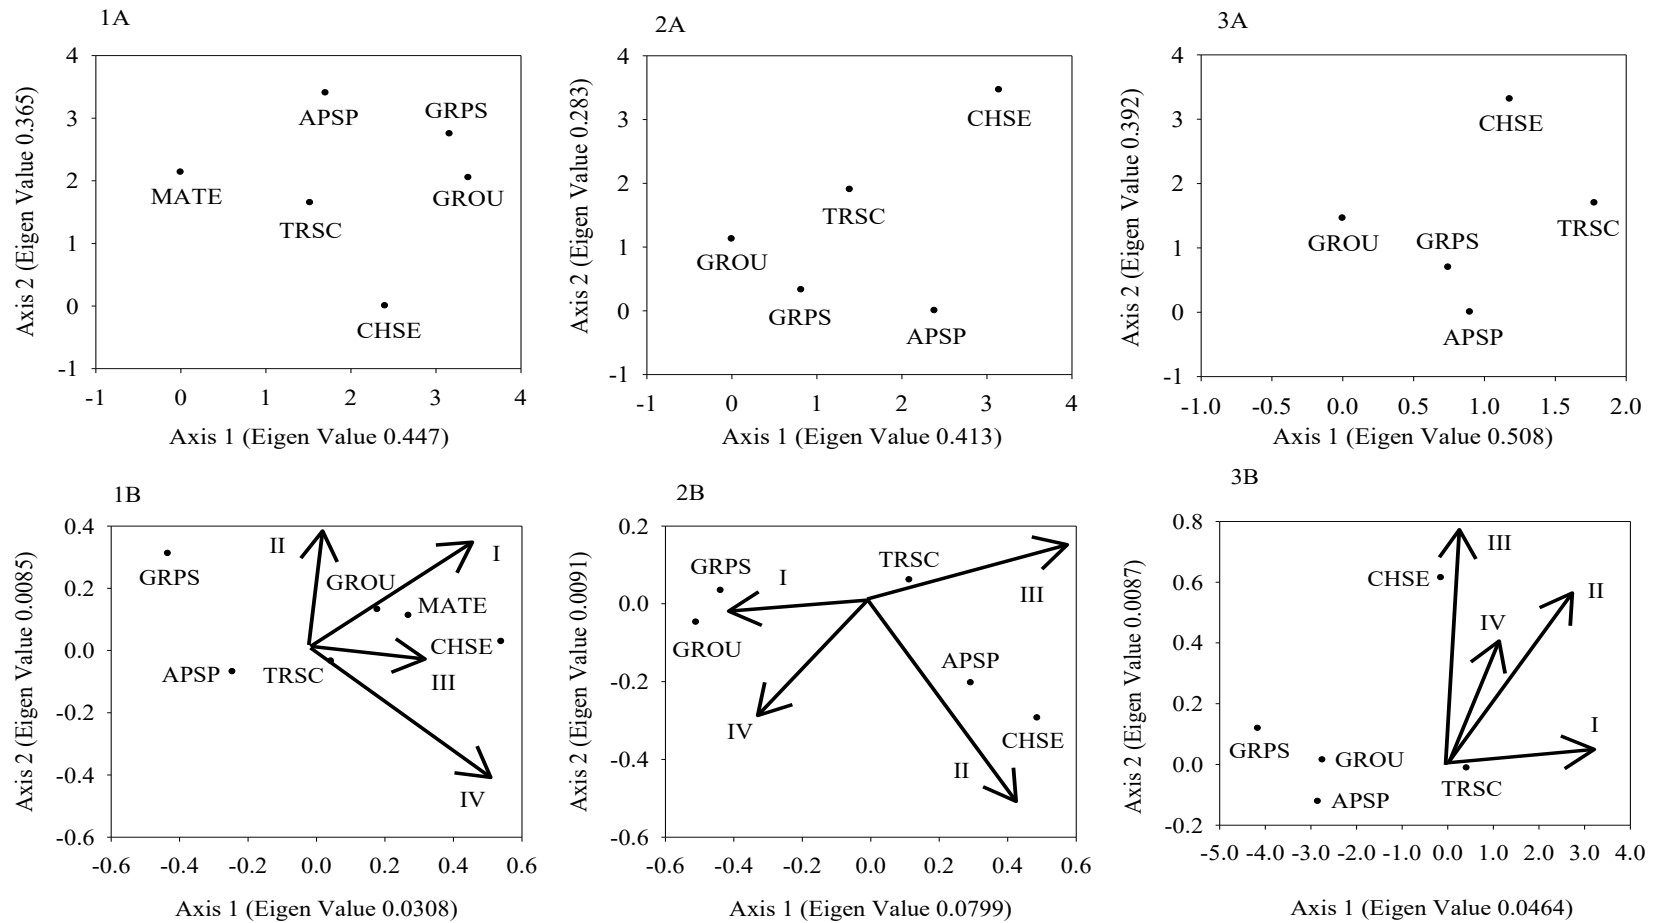 1A
Axis 2 (Eigen Value 0.365)
4
3
2
1
0
-1
APSP
GRPS
MATE
GROU
TRSC
CHSE
-1 0 1 2 3 4
Axis 1 (Eigen Value 0.447)
2A
Axis 2 (Eigen Value 0.283)
4
3
2
1
0
-1
CHSE
TRSC
GROU
GRPS
APSP
-1 0 1 2 3 4
Axis 1 (Eigen Value 0.413)
3A
Axis 2 (Eigen Value 0.392)
4
3
2
1
0
-1
CHSE
TRSC
GROU
GRPS
APSP
-1.0 -0.5 0.0 0.5 1.0 1.5 2.0
Axis 1 (Eigen Value 0.508)
1B
Axis 2 (Eigen Value 0.0085)
0.4
0.2
0.0
-0.2
-0.4
-0.6
II
I
GRPS
GROU
MATE
CHSE
APSP
TRSC
III
IV
-0.6 -0.4 -0.2 0.0 0.2 0.4 0.6
Axis 1 (Eigen Value 0.0308)
2B
Axis 2 (Eigen Value 0.0091)
0.2
0.0
-0.2
-0.4
-0.6
TRSC
GRPS
I
III
GROU
APSP
IV
CHSE
II
-0.6 -0.4 -0.2 0.0 0.2 0.4 0.6
Axis 1 (Eigen Value 0.0799)
3B
Axis 2 (Eigen Value 0.0087)
0.8
0.6
0.4
0.2
0.0
-0.2
III
CHSE
II
IV
I
GRPS
GROU
TRSC
APSP
-5.0 -4.0 -3.0 -2.0 -1.0 0.0 1.0 2.0 3.0 4.0
Axis 1 (Eigen Value 0.0464)